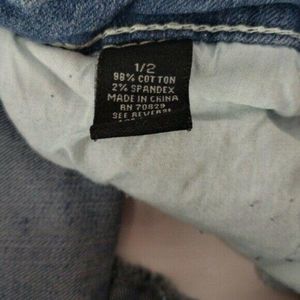 1/2
98% COTTON
2% SPANDEX
MADE IN CHINA
RN 70829
SEE REVERSE